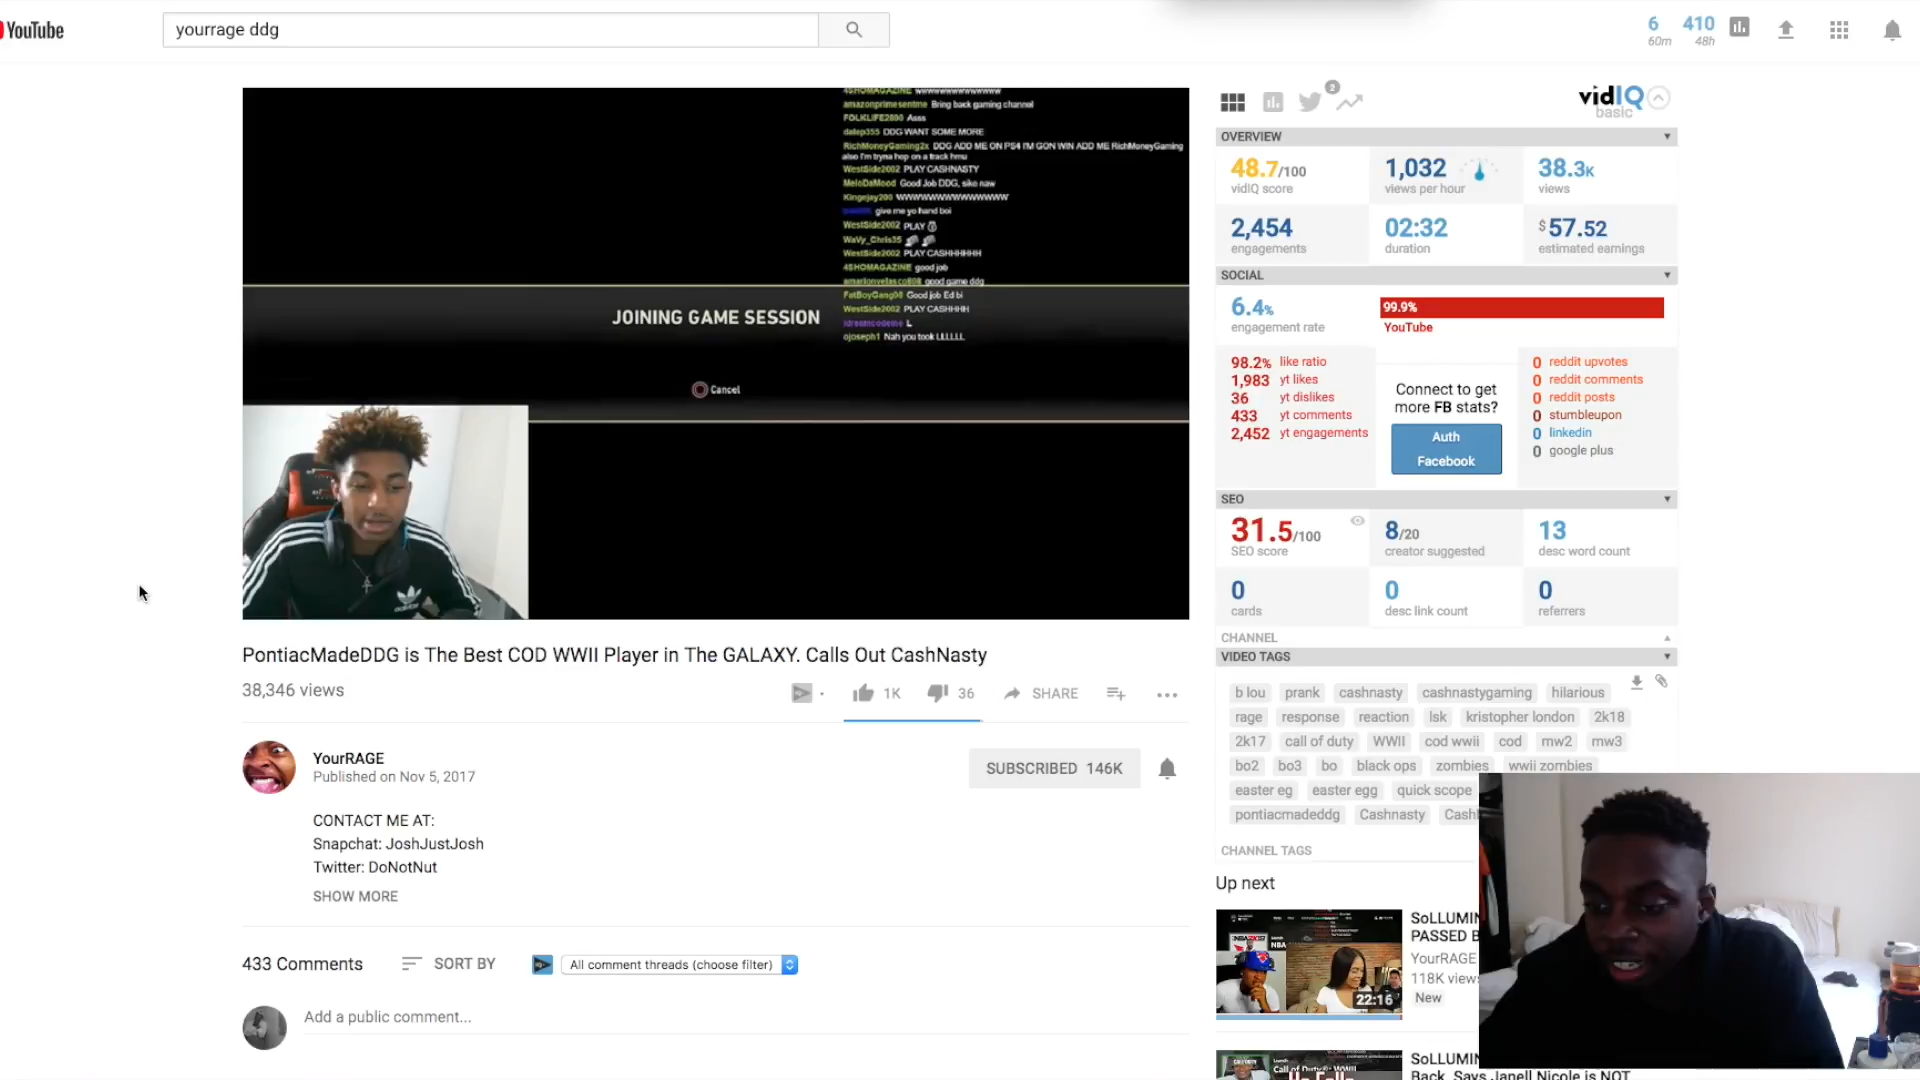 YouTube
yourrage ddg
6
60m
410
48h
4SHOMAGAZINE WWWWWWWWWWWWW
amazonprimesentme Bring back gaming channel
FOLKLIFE2800 Asss
dalep355 DDG WANT SOME MORE
RichMoneyGaming2x DDG ADD ME ON PS4 I'M GON WIN ADD ME RichMoneyGaming
also I'm tryna hop on a track hmu
WestSide2002 PLAY CASHNASTY
MeloDaMood Good Job DDG, sike naw
Kingejay200 WWWWWWWWWWWWWWW
give me yo hand boi
WestSide2002 PLAY
WaVy_Chris35
WestSide2002 PLAY CASHHHHHH
4SHOMAGAZINE good job
amarionvelasco808 good game ddg
FatBoyGang08 Good job Ed bi
WestSide2002 PLAY CASHHHH
idreamcodeine L
ojoseph1 Nah you took LLLLLL
JOINING GAME SESSION
Cancel
adidas
PontiacMadeDDG is The Best COD WWII Player in The GALAXY. Calls Out CashNasty
38,346 views
1K
36
SHARE
YourRAGE
Published on Nov 5, 2017
SUBSCRIBED 146K
CONTACT ME AT:
Snapchat: JoshJustJosh
Twitter: DoNotNut
SHOW MORE
433 Comments
SORT BY
All comment threads (choose filter)
Add a public comment...
2
vidIQ
basic
OVERVIEW
48.7/100
vidIQ score
1,032
views per hour
38.3K
views
2,454
engagements
02:32
duration
$57.52
estimated earnings
SOCIAL
6.4%
engagement rate
99.9%
YouTube
98.2% like ratio
1,983 yt likes
36 yt dislikes
433 yt comments
2,452 yt engagements
Connect to get
more FB stats?
Auth
Facebook
0 reddit upvotes
0 reddit comments
0 reddit posts
0 stumbleupon
0 linkedin
0 google plus
SEO
31.5/100
SEO score
8/20
creator suggested
13
desc word count
0
cards
0
desc link count
0
referrers
CHANNEL
VIDEO TAGS
b lou prank cashnasty cashnastygaming hilarious
rage response reaction lsk kristopher london 2k18
2k17 call of duty WWII cod wwii cod mw2 mw3
bo2 bo3 bo black ops zombies wwii zombies
easter eg easter egg quick scope
pontiacmadeddg Cashnasty Cash
CHANNEL TAGS
Up next
22:16
SoLLUMIN
PASSED B
YourRAGE
118K views
New
SoLLUMIN
Back, Says Janell Nicole is NOT
Call of Duty®: WWII